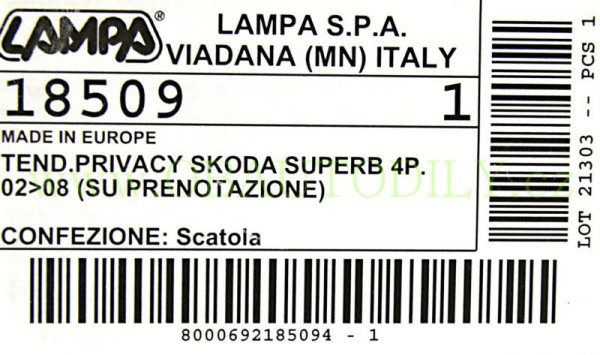 LAMPA®
LAMPA S.P.A.
VIADANA (MN) ITALY
18509 1
MADE IN EUROPE
TEND.PRIVACY SKODA SUPERB 4P.
02>08 (SU PRENOTAZIONE)
CONFEZIONE: Scatola
8000692185094 - 1
LOT 21303 -- PCS 1